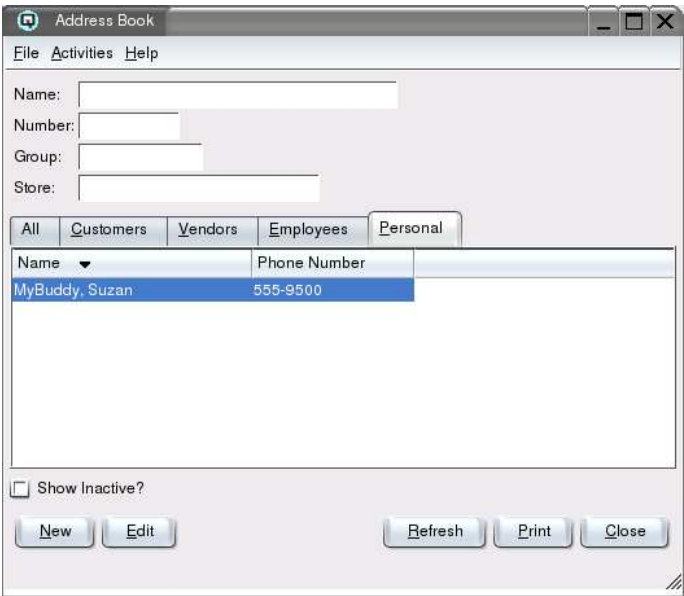 Address Book
File Activities Help
Name:
Number:
Group:
Store:
All Customers Vendors Employees Personal
Name Phone Number
MyBuddy, Suzan 555-9500
Show Inactive?
New Edit Refresh Print Close